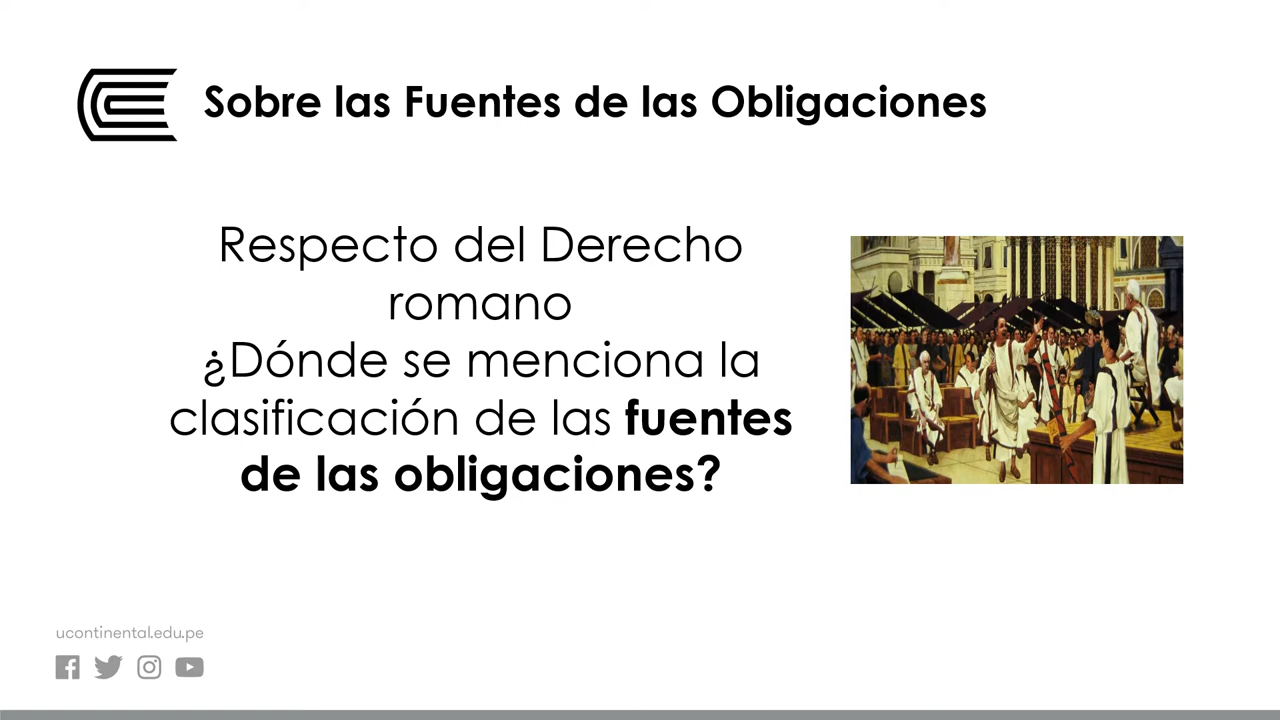 Sobre las Fuentes de las Obligaciones
Respecto del Derecho
romano
¿Dónde se menciona la
clasificación de las fuentes
de las obligaciones?
ucontinental.edu.pe